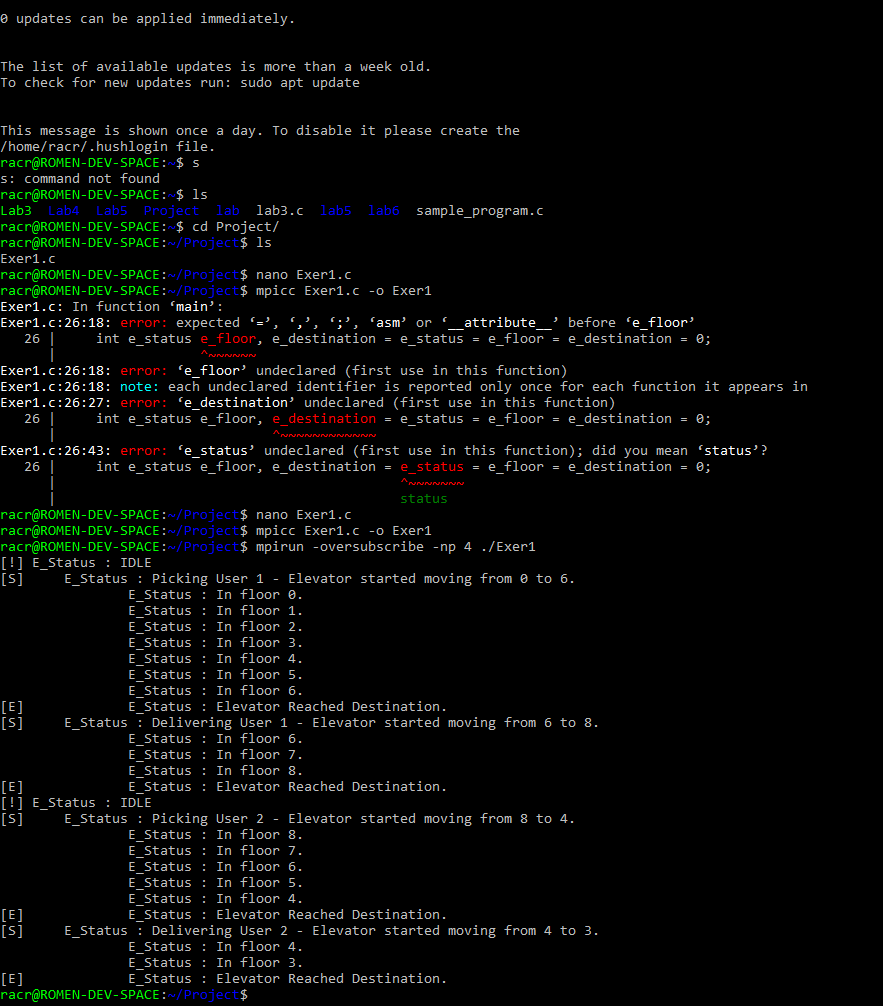 0 updates can be applied immediately.
The list of available updates is more than a week old.
To check for new updates run: sudo apt update
This message is shown once a day. To disable it please create the
/home/racr/.hushlogin file.
racr@ROMEN-DEV-SPACE:~$ s
s: command not found
racr@ROMEN-DEV-SPACE:~$ ls
Lab3  Lab4  Lab5  Project  lab  lab3.c  lab5  lab6  sample_program.c
racr@ROMEN-DEV-SPACE:~$ cd Project/
racr@ROMEN-DEV-SPACE:~/Project$ ls
Exer1.c
racr@ROMEN-DEV-SPACE:~/Project$ nano Exer1.c
racr@ROMEN-DEV-SPACE:~/Project$ mpicc Exer1.c -o Exer1
Exer1.c: In function ‘main’:
Exer1.c:26:18: error: expected ‘=’, ‘,’, ‘;’, ‘asm’ or ‘__attribute__’ before ‘e_floor’
   26 |     int e_status e_floor, e_destination = e_status = e_floor = e_destination = 0;
      |                  ^~~~~~~
Exer1.c:26:18: error: ‘e_floor’ undeclared (first use in this function)
Exer1.c:26:18: note: each undeclared identifier is reported only once for each function it appears in
Exer1.c:26:27: error: ‘e_destination’ undeclared (first use in this function)
   26 |     int e_status e_floor, e_destination = e_status = e_floor = e_destination = 0;
      |                           ^~~~~~~~~~~~~
Exer1.c:26:43: error: ‘e_status’ undeclared (first use in this function); did you mean ‘status’?
   26 |     int e_status e_floor, e_destination = e_status = e_floor = e_destination = 0;
      |                                           ^~~~~~~~
      |                                           status
racr@ROMEN-DEV-SPACE:~/Project$ nano Exer1.c
racr@ROMEN-DEV-SPACE:~/Project$ mpicc Exer1.c -o Exer1
racr@ROMEN-DEV-SPACE:~/Project$ mpirun -oversubscribe -np 4 ./Exer1
[!] E_Status : IDLE
[S]     E_Status : Picking User 1 - Elevator started moving from 0 to 6.
                E_Status : In floor 0.
                E_Status : In floor 1.
                E_Status : In floor 2.
                E_Status : In floor 3.
                E_Status : In floor 4.
                E_Status : In floor 5.
                E_Status : In floor 6.
[E]             E_Status : Elevator Reached Destination.
[S]     E_Status : Delivering User 1 - Elevator started moving from 6 to 8.
                E_Status : In floor 6.
                E_Status : In floor 7.
                E_Status : In floor 8.
[E]             E_Status : Elevator Reached Destination.
[!] E_Status : IDLE
[S]     E_Status : Picking User 2 - Elevator started moving from 8 to 4.
                E_Status : In floor 8.
                E_Status : In floor 7.
                E_Status : In floor 6.
                E_Status : In floor 5.
                E_Status : In floor 4.
[E]             E_Status : Elevator Reached Destination.
[S]     E_Status : Delivering User 2 - Elevator started moving from 4 to 3.
                E_Status : In floor 4.
                E_Status : In floor 3.
[E]             E_Status : Elevator Reached Destination.
racr@ROMEN-DEV-SPACE:~/Project$